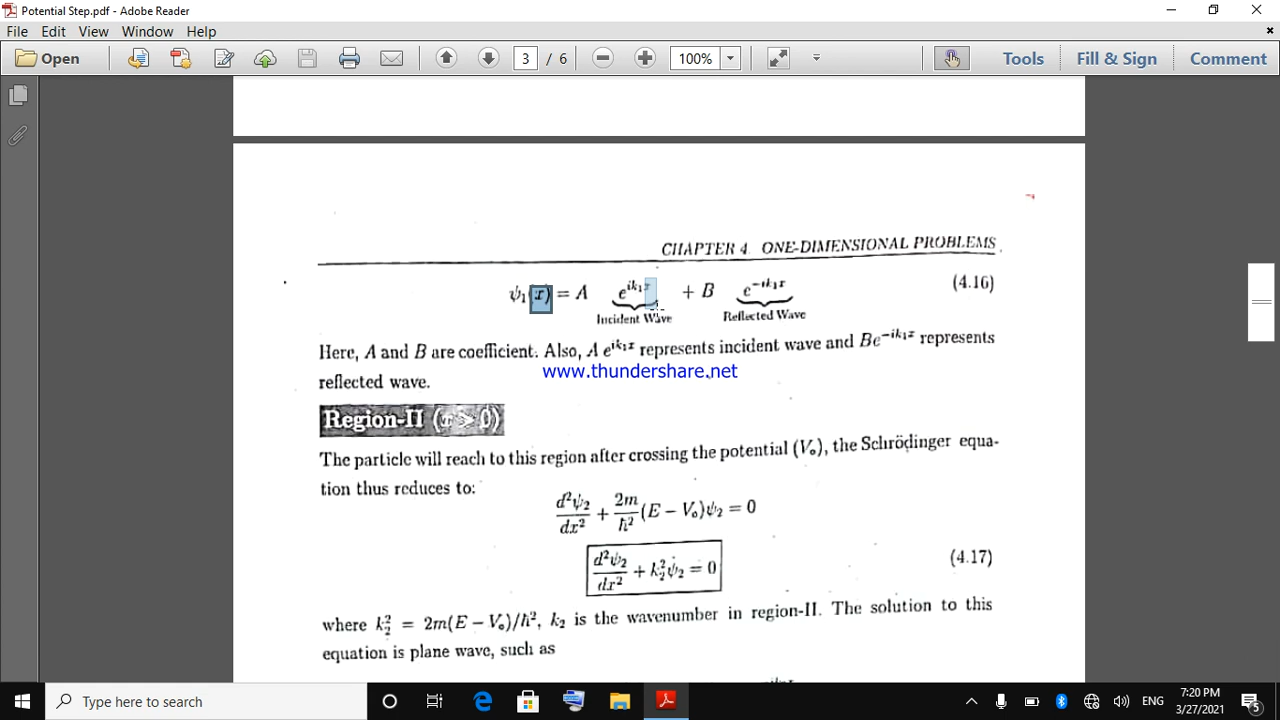 Potential Step.pdf - Adobe Reader
File Edit View Window Help
Open 3 / 6 100% Tools Fill & Sign Comment
CHAPTER 4 ONE-DIMENSIONAL PROBLEMS
ψ₁(x) = A e^{ik₁x} + B e^{-ik₁x} (4.16)
Incident Wave Reflected Wave
Here, A and B are coefficient. Also, A e^{ik₁x} represents incident wave and Be^{-ik₁x} represents
www.thundershare.net
reflected wave.
Region-II (x > 0)
The particle will reach to this region after crossing the potential (V₀), the Schrödinger equa-
tion thus reduces to:
d²ψ₂/dx² + 2m/ħ² (E − V₀)ψ₂ = 0
d²ψ₂/dx² + k₂²ψ₂ = 0 (4.17)
where k₂² = 2m(E − V₀)/ħ², k₂ is the wavenumber in region-II. The solution to this
equation is plane wave, such as
Type here to search
ENG 7:20 PM
3/27/2021 5